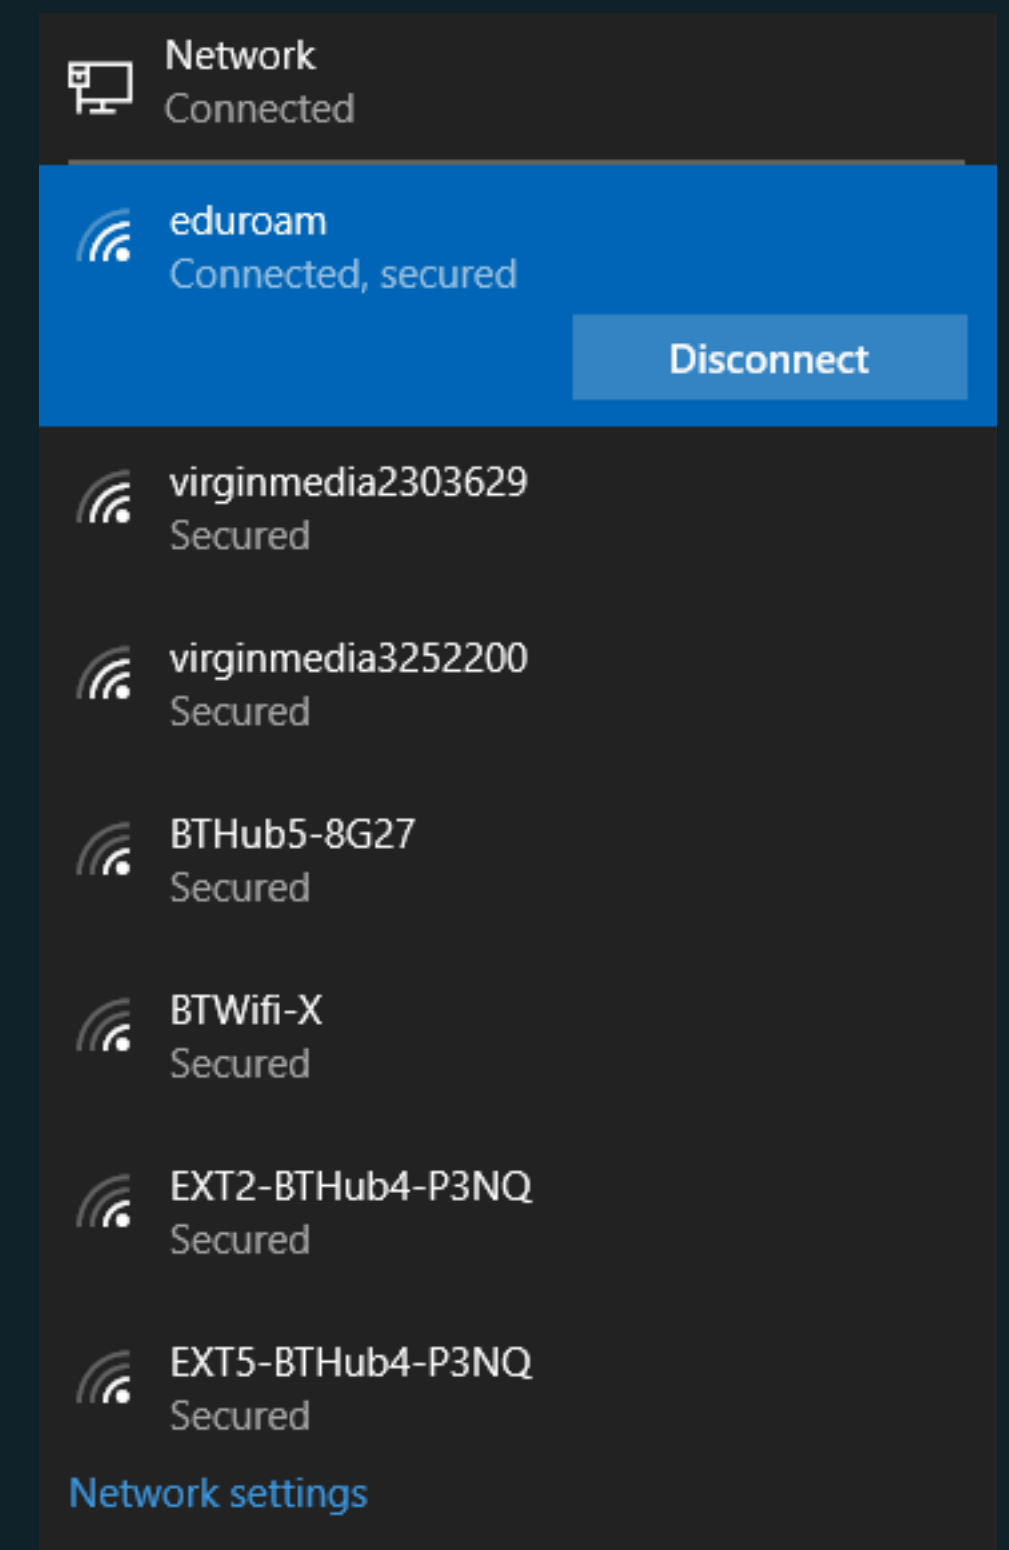 Network
Connected
eduroam
Connected, secured
Disconnect
virginmedia2303629
Secured
virginmedia3252200
Secured
BTHub5-8G27
Secured
BTWifi-X
Secured
EXT2-BTHub4-P3NQ
Secured
EXT5-BTHub4-P3NQ
Secured
Network settings